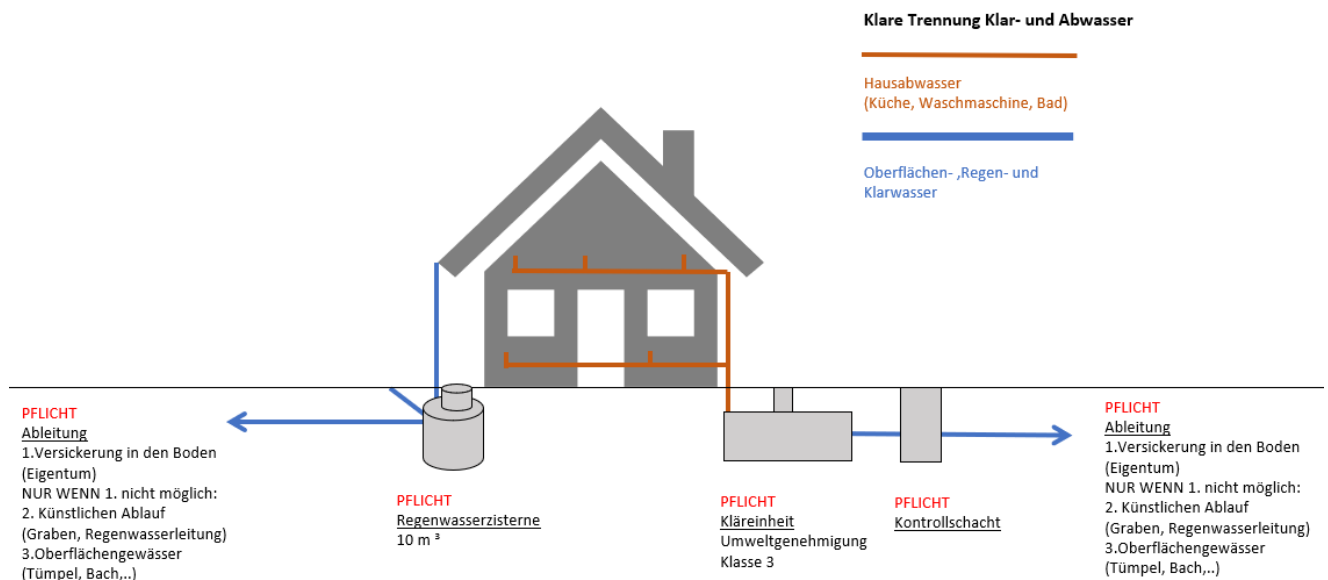 Klare Trennung Klar- und Abwasser
Hausabwasser
(Küche, Waschmaschine, Bad)
Oberflächen- ,Regen- und
Klarwasser
PFLICHT
Ableitung
1.Versickerung in den Boden
(Eigentum)
NUR WENN 1. nicht möglich:
2. Künstlichen Ablauf
(Graben, Regenwasserleitung)
3.Oberflächengewässer
(Tümpel, Bach,..)
PFLICHT
Regenwasserzisterne
10 m ³
PFLICHT
Kläreinheit
Umweltgenehmigung
Klasse 3
PFLICHT
Kontrollschacht
PFLICHT
Ableitung
1.Versickerung in den Boden
(Eigentum)
NUR WENN 1. nicht möglich:
2. Künstlichen Ablauf
(Graben, Regenwasserleitung)
3.Oberflächengewässer
(Tümpel, Bach,..)